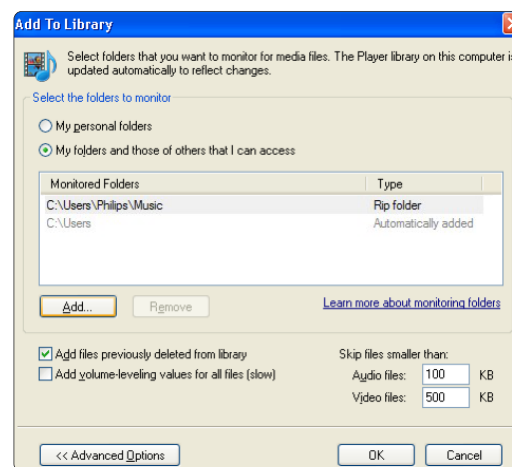 Add To Library
Select folders that you want to monitor for media files. The Player library on this computer is
updated automatically to reflect changes.
Select the folders to monitor
My personal folders
My folders and those of others that I can access
Monitored Folders Type
C:\Users\Philips\Music Rip folder
C:\Users Automatically added
Add... Remove Learn more about monitoring folders
Add files previously deleted from library Skip files smaller than:
Add volume-leveling values for all files (slow) Audio files: 100 KB
Video files: 500 KB
<< Advanced Options OK Cancel